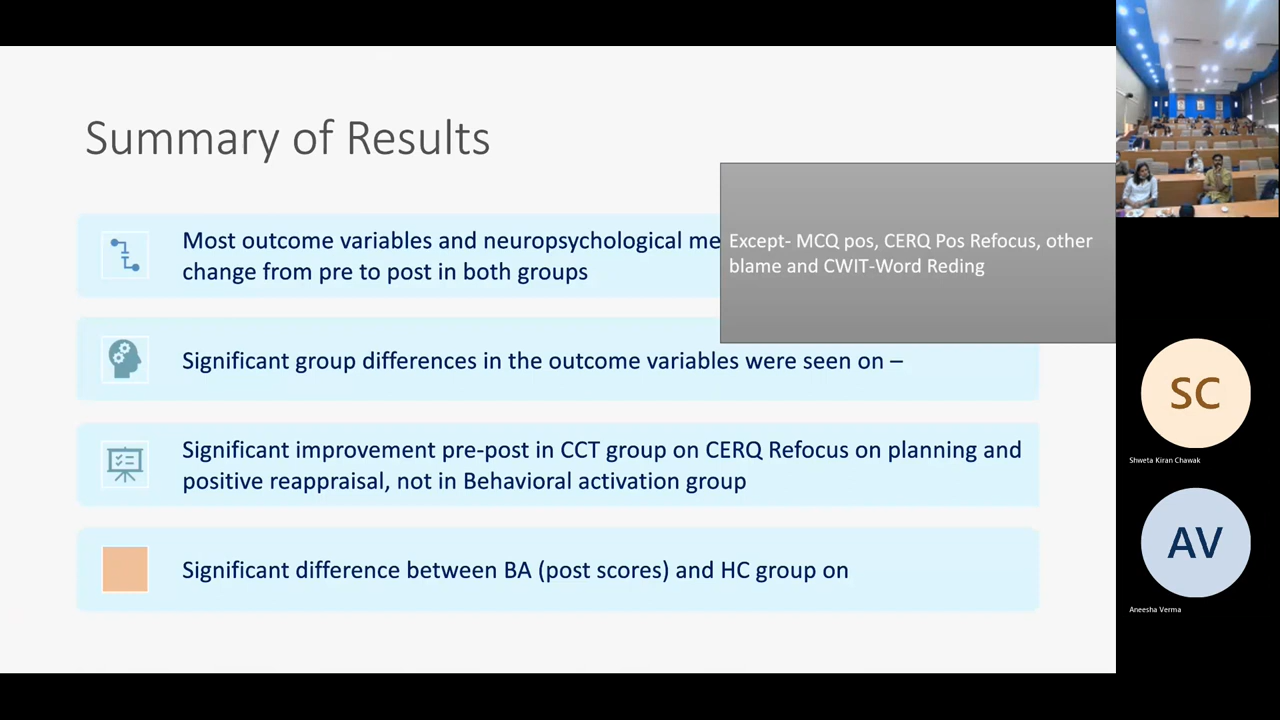 Summary of Results
Most outcome variables and neuropsychological
change from pre to post in both groups
Except- MCQ pos, CERQ Pos Refocus, other
blame and CWIT-Word Reding
Significant group differences in the outcome variables were seen on –
Significant improvement pre-post in CCT group on CERQ Refocus on planning and
positive reappraisal, not in Behavioral activation group
Significant difference between BA (post scores) and HC group on
SC
Shweta Kiran Chawak
AV
Aneesha Verma